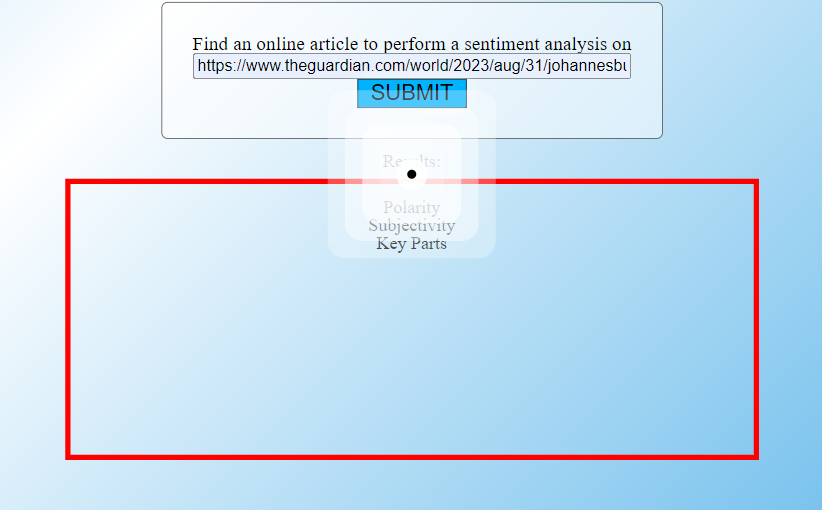 Find an online article to perform a sentiment analysis on
https://www.theguardian.com/world/2023/aug/31/johannesbu
SUBMIT
Results:
Polarity
Subjectivity
Key Parts